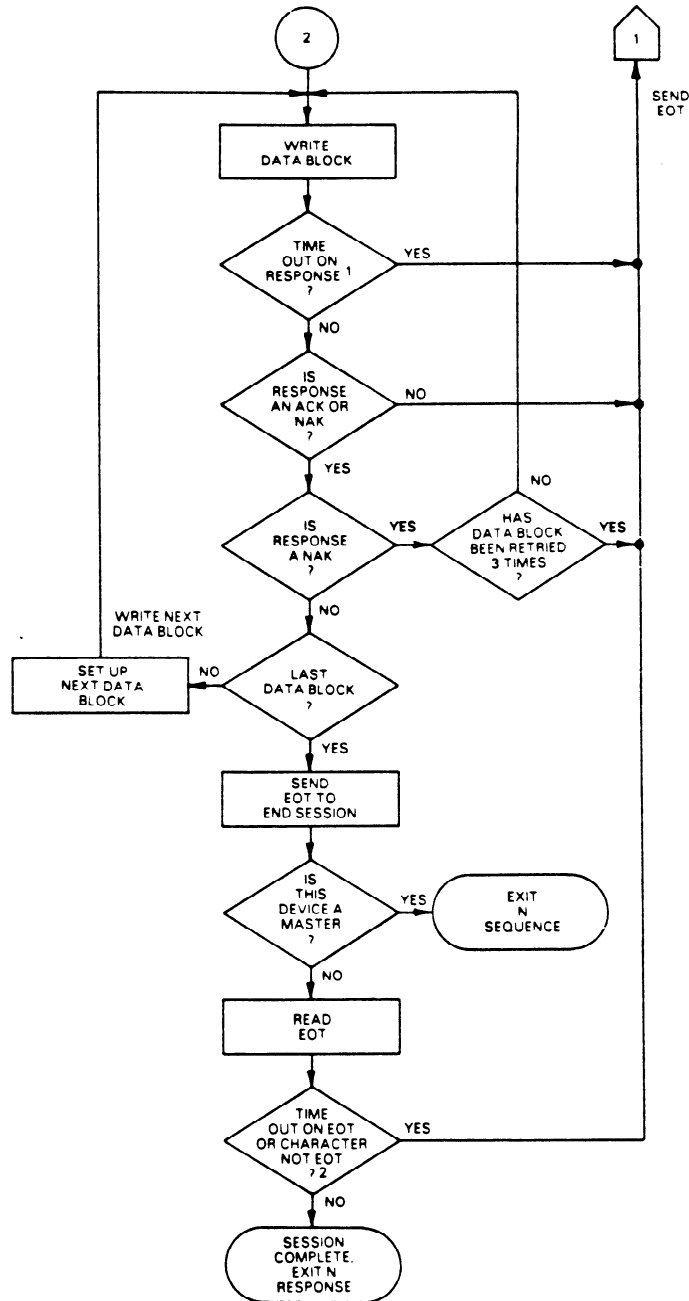 2
1
SEND
EOT
WRITE
DATA BLOCK
TIME
OUT ON
RESPONSE 1
?
YES
NO
IS
RESPONSE
AN ACK OR
NAK
?
NO
YES
IS
RESPONSE
A NAK
?
YES
NO
HAS
DATA BLOCK
BEEN RETRIED
3 TIMES
?
NO
YES
WRITE NEXT
DATA BLOCK
SET UP
NEXT DATA
BLOCK
NO
LAST
DATA BLOCK
?
YES
SEND
EOT TO
END SESSION
IS
THIS
DEVICE A
MASTER
?
YES
EXIT
N
SEQUENCE
NO
READ
EOT
TIME
OUT ON EOT
OR CHARACTER
NOT EOT
? 2
YES
NO
SESSION
COMPLETE,
EXIT N
RESPONSE